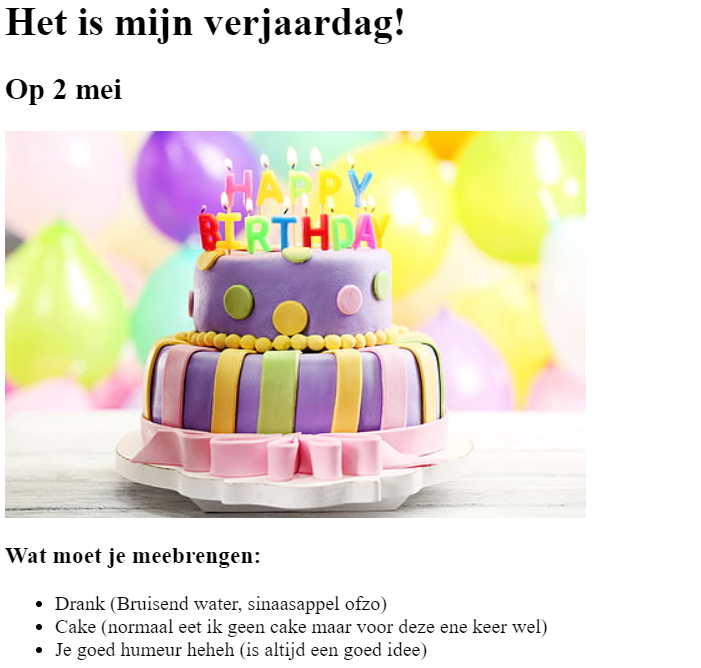 Het is mijn verjaardag!
Op 2 mei
HAPPY
BIRTHDAY
Wat moet je meebrengen:
• Drank (Bruisend water, sinaasappel ofzo)
• Cake (normaal eet ik geen cake maar voor deze ene keer wel)
• Je goed humeur heheh (is altijd een goed idee)